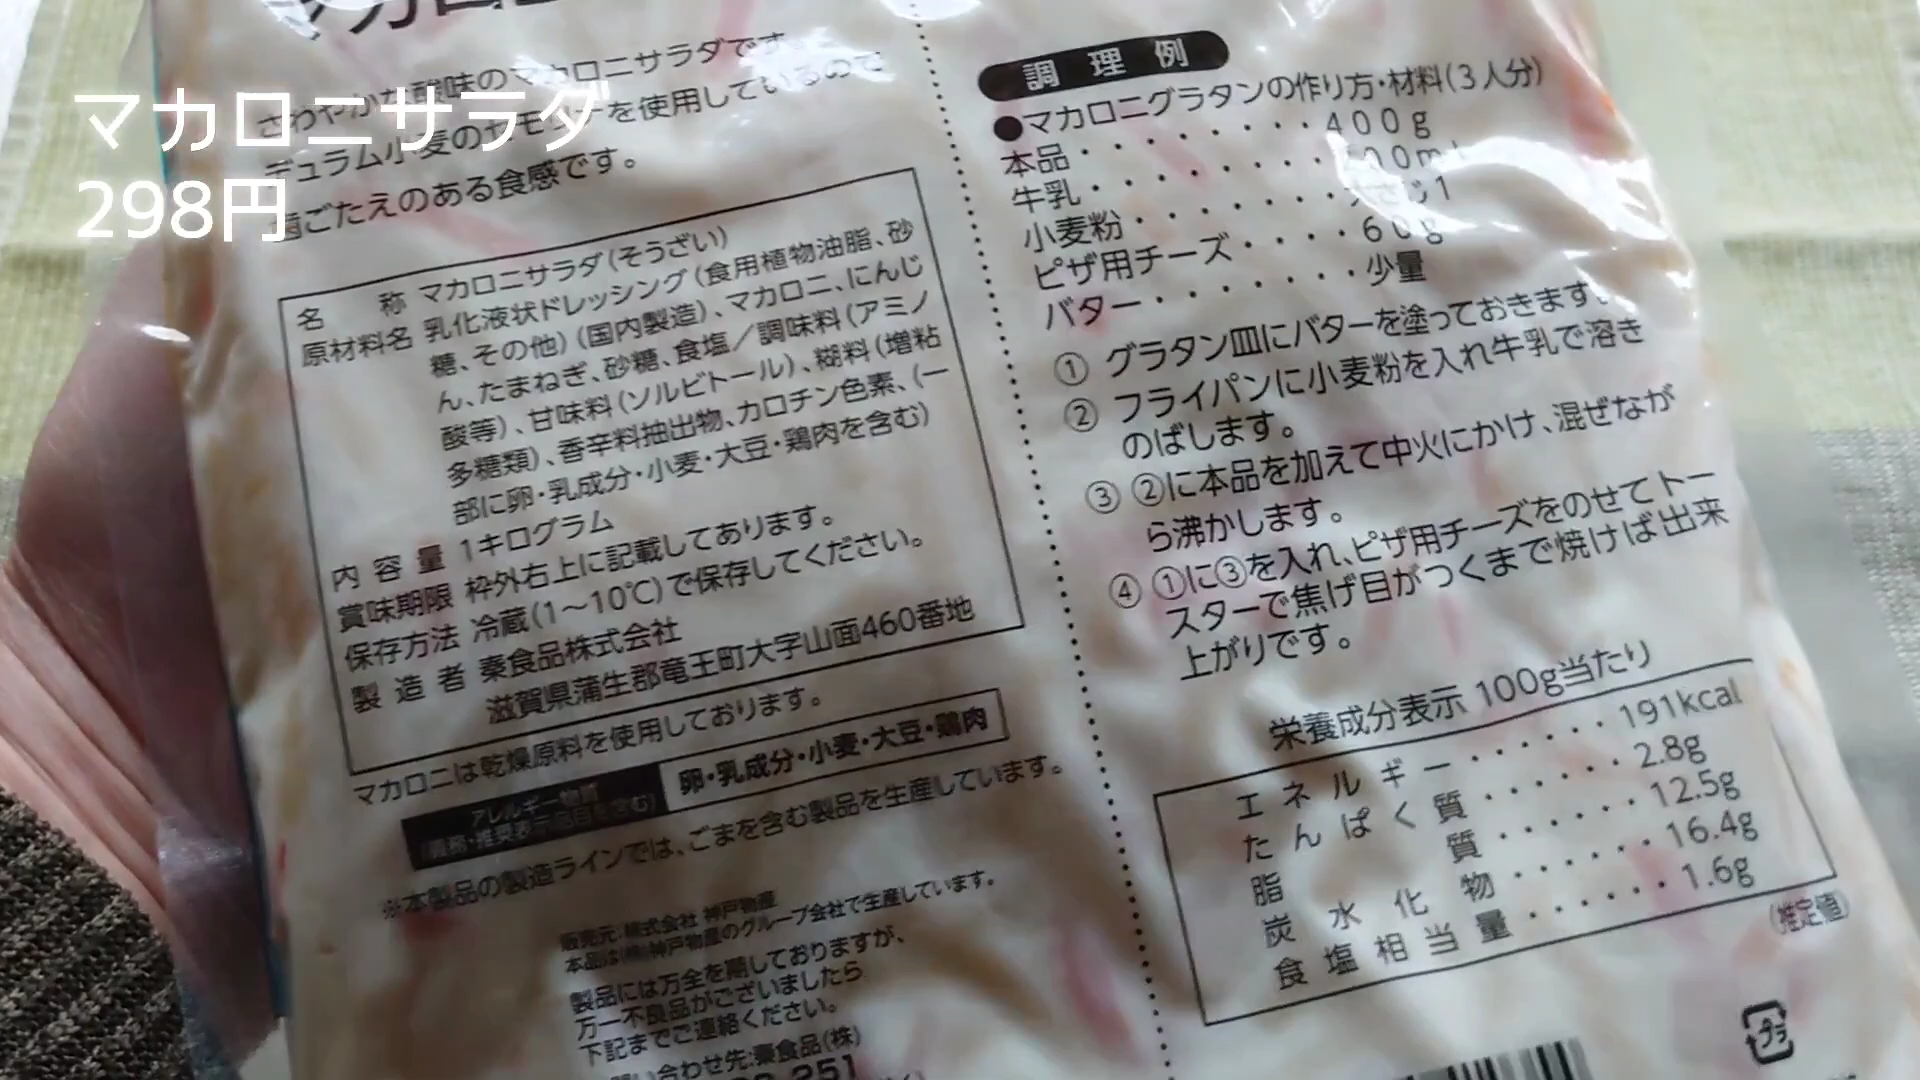 マカロニサラダ
298円
さわやかな酸味のマカロニサラダです
デュラム小麦のセモリナを使用しているので
歯ごたえのある食感です。
名称 マカロニサラダ(そうざい)
原材料名 乳化液状ドレッシング(食用植物油脂、砂
糖、その他)(国内製造)、マカロニ、にんじ
ん、たまねぎ、砂糖、食塩/調味料(アミノ
酸等)、甘味料(ソルビトール)、糊料(増粘
多糖類)、香辛料抽出物、カロチン色素、(一
部に卵・乳成分・小麦・大豆・鶏肉を含む)
内容量 1キログラム
賞味期限 枠外右上に記載してあります。
保存方法 冷蔵(1～10℃)で保存してください。
製造者 秦食品株式会社
滋賀県蒲生郡竜王町大字山面460番地
マカロニは乾燥原料を使用しております。
アレルギー物質
(義務・推奨表示品目を含む)
卵・乳成分・小麦・大豆・鶏肉
※本製品の製造ラインでは、ごまを含む製品を生産しています。
販売元:株式会社 神戸物産
本品は(株)神戸物産のグループ会社で生産しています。
製品には万全を期しておりますが、
万一不良品がございましたら
下記までご連絡ください。
問い合わせ先:秦食品(株)
251
調理例
●マカロニグラタンの作り方・材料(3人分)
本品・・・・・・・・400g
牛乳・・・・・・・・00ml
小麦粉・・・・・・・大さじ1
ピザ用チーズ・・・・60g
バター・・・・・・・少量
① グラタン皿にバターを塗っておきます。
② フライパンに小麦粉を入れ牛乳で溶き
のばします。
③ ②に本品を加えて中火にかけ、混ぜなが
ら沸かします。
④ ①に③を入れ、ピザ用チーズをのせてトー
スターで焦げ目がつくまで焼けば出来
上がりです。
栄養成分表示 100g当たり
エネルギー・・・・・・191kcal
たんぱく質・・・・・・2.8g
脂質・・・・・・12.5g
炭水化物・・・・・・16.4g
食塩相当量・・・・・・1.6g
(推定値)
プラ